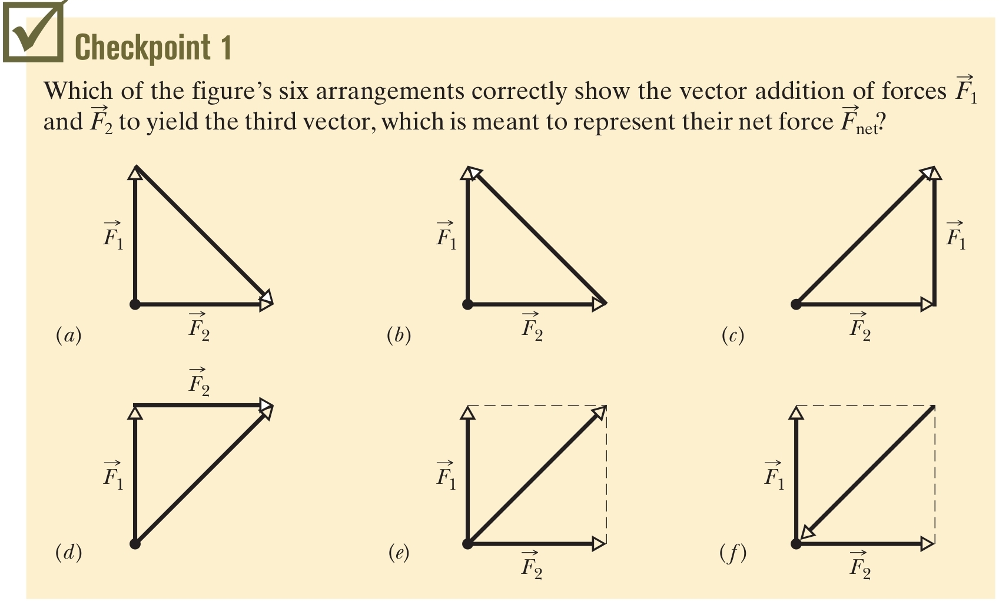 Checkpoint 1
Which of the figure’s six arrangements correctly show the vector addition of forces F⃗₁
and F⃗₂ to yield the third vector, which is meant to represent their net force F⃗net?
F⃗₁
F⃗₂
(a)
F⃗₁
F⃗₂
(b)
F⃗₁
F⃗₂
(c)
F⃗₂
F⃗₁
(d)
F⃗₁
F⃗₂
(e)
F⃗₁
F⃗₂
(f)